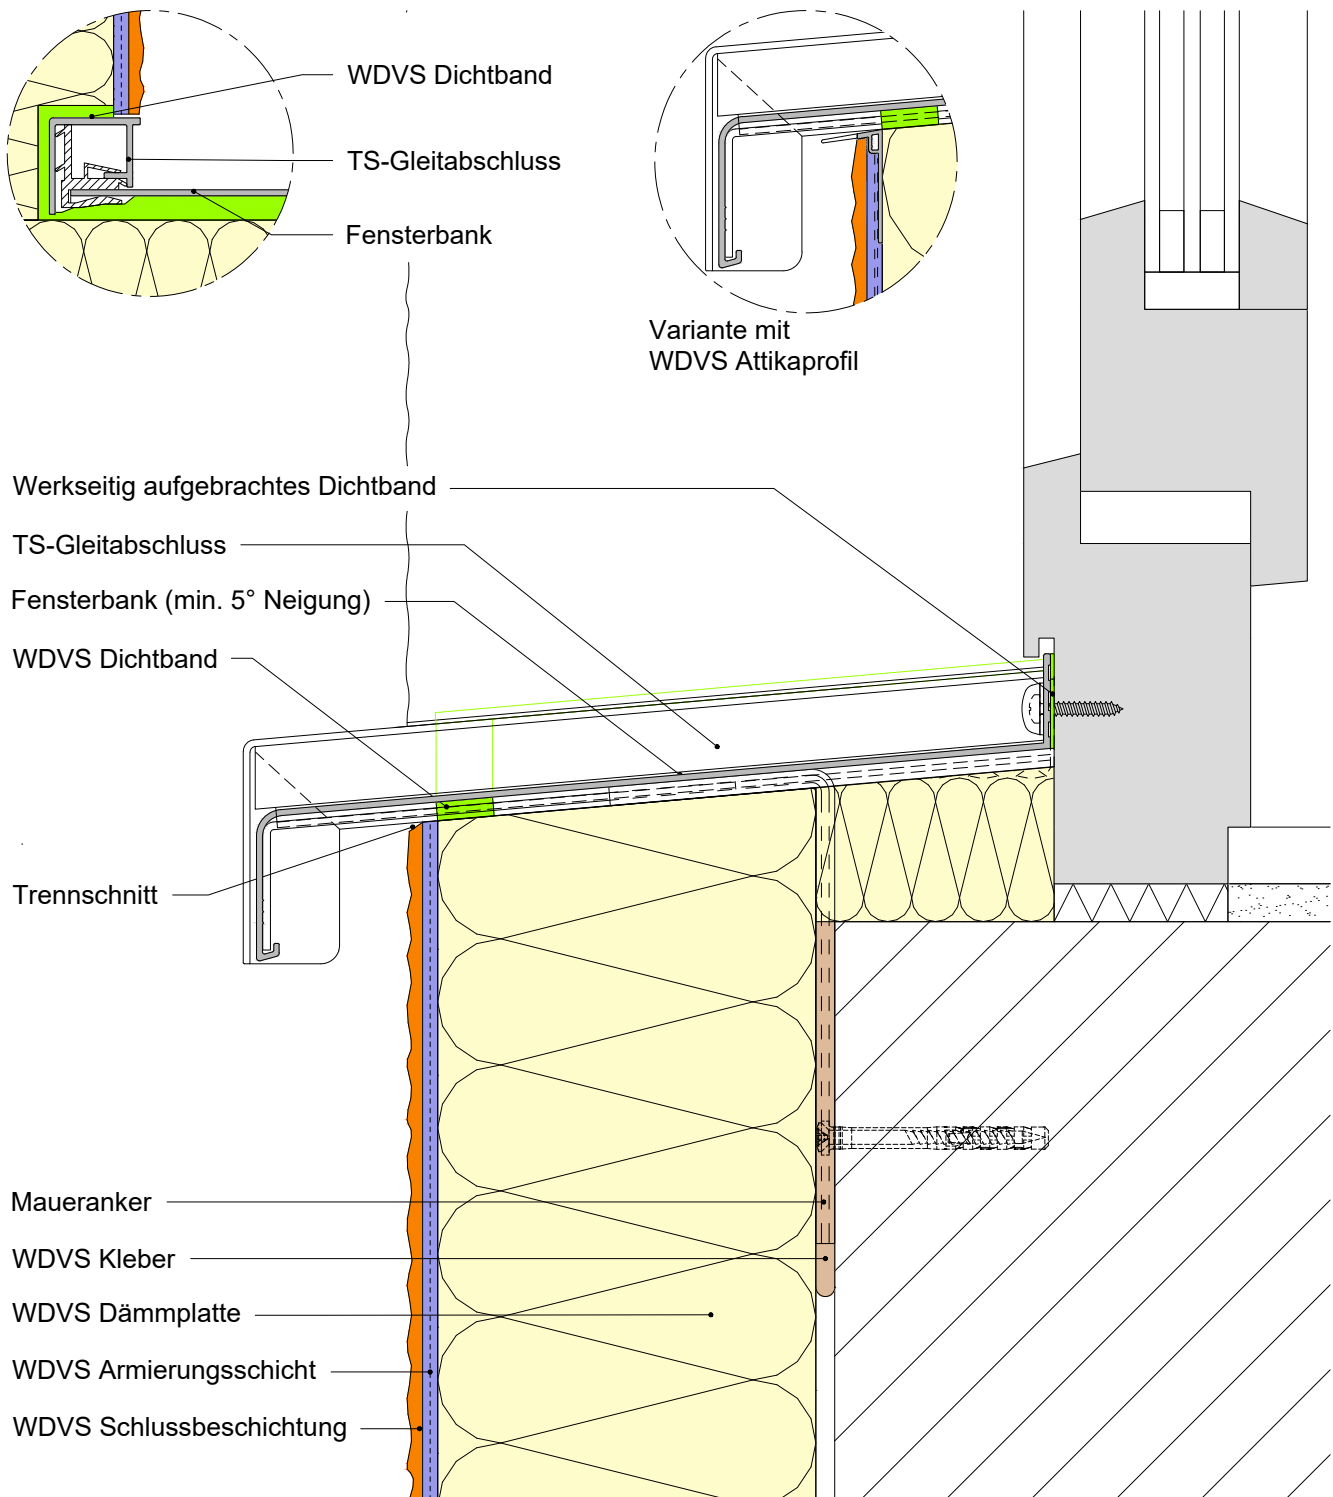 WDVS Dichtband
TS-Gleitabschluss
Fensterbank
Variante mit
WDVS Attikaprofil
Werkseitig aufgebrachtes Dichtband
TS-Gleitabschluss
Fensterbank (min. 5° Neigung)
WDVS Dichtband
Trennschnitt
Maueranker
WDVS Kleber
WDVS Dämmplatte
WDVS Armierungsschicht
WDVS Schlussbeschichtung